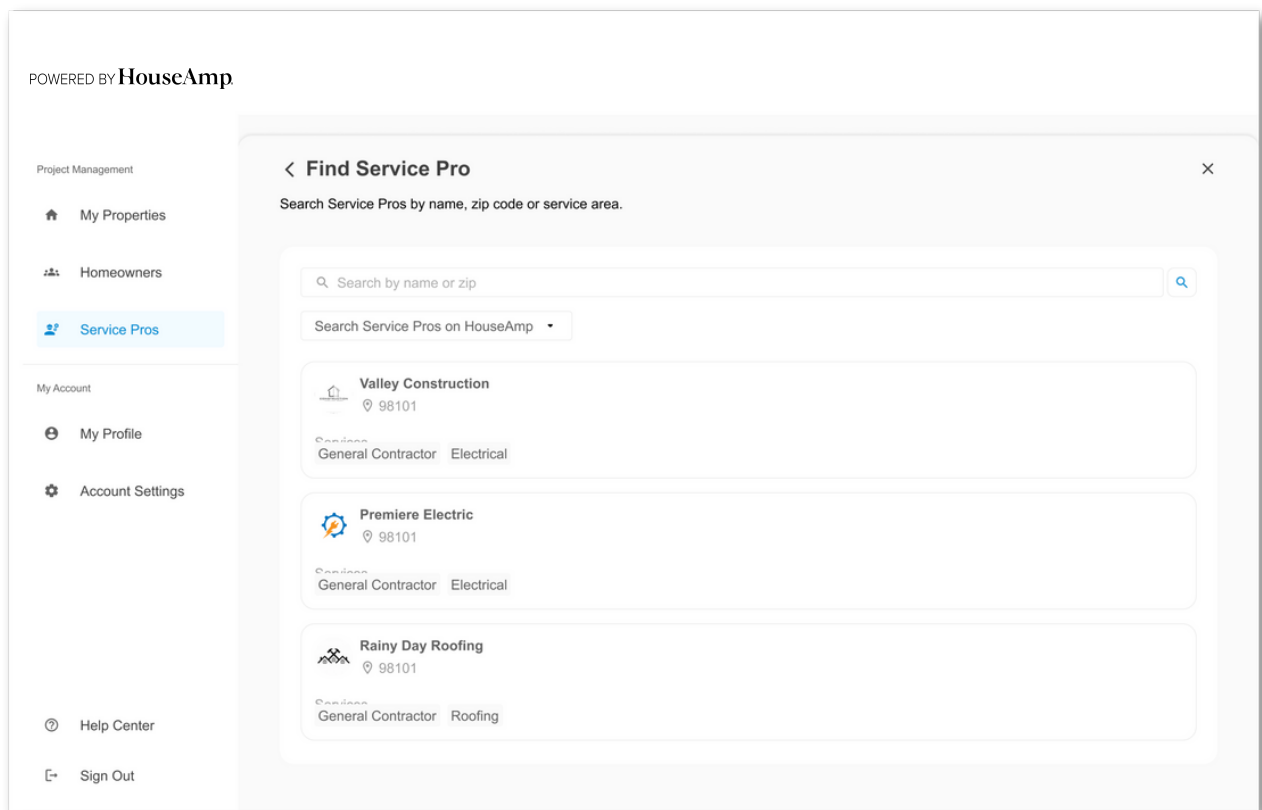 POWERED BY HouseAmp
Project Management
My Properties
Homeowners
Service Pros
My Account
My Profile
Account Settings
Help Center
Sign Out
Find Service Pro
Search Service Pros by name, zip code or service area.
Search by name or zip
Search Service Pros on HouseAmp
Valley Construction
98101
Services
General Contractor Electrical
Premiere Electric
98101
Services
General Contractor Electrical
Rainy Day Roofing
98101
Services
General Contractor Roofing